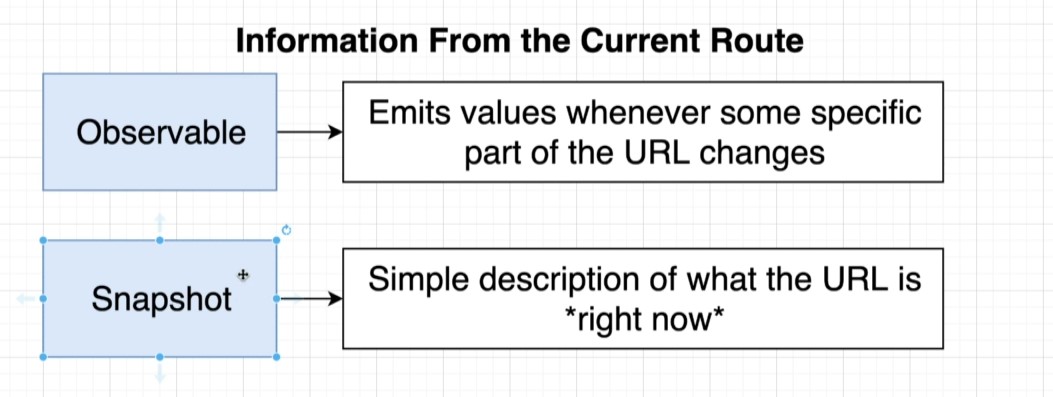 Information From the Current Route
Observable
Emits values whenever some specific
part of the URL changes
Snapshot
Simple description of what the URL is
*right now*